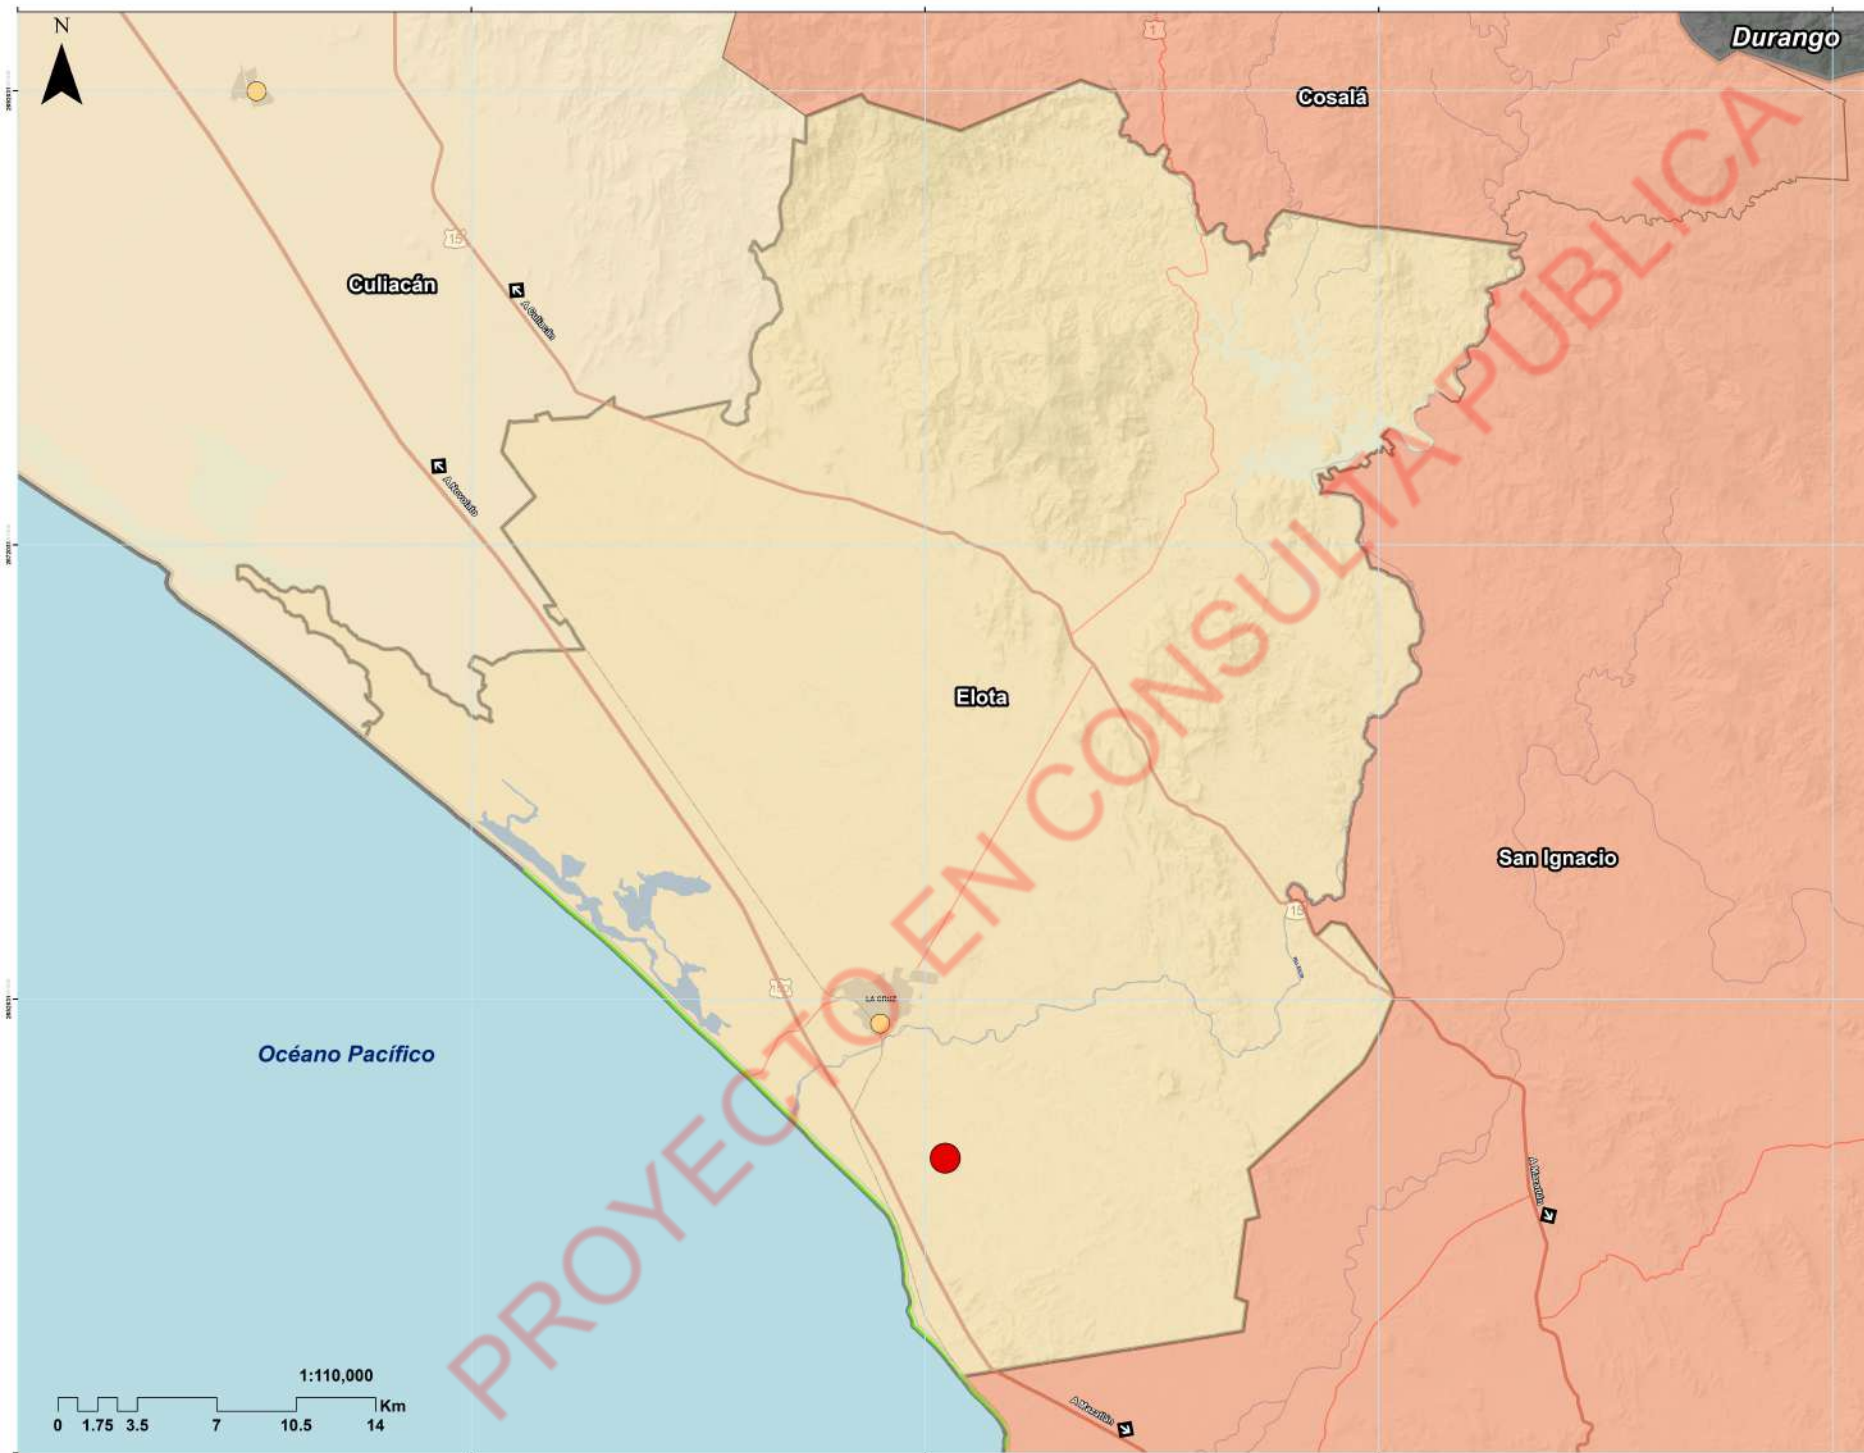 N
Durango
1
Cosalá
15
Culiacán
A Culiacán
A Navolato
Elota
San Ignacio
15
LA CRUZ
Océano Pacífico
A Mazatlán
A Mazatlán
1:110,000
Km
0 1.75 3.5 7 10.5 14
PROYECTO EN CONSULTA PÚBLICA